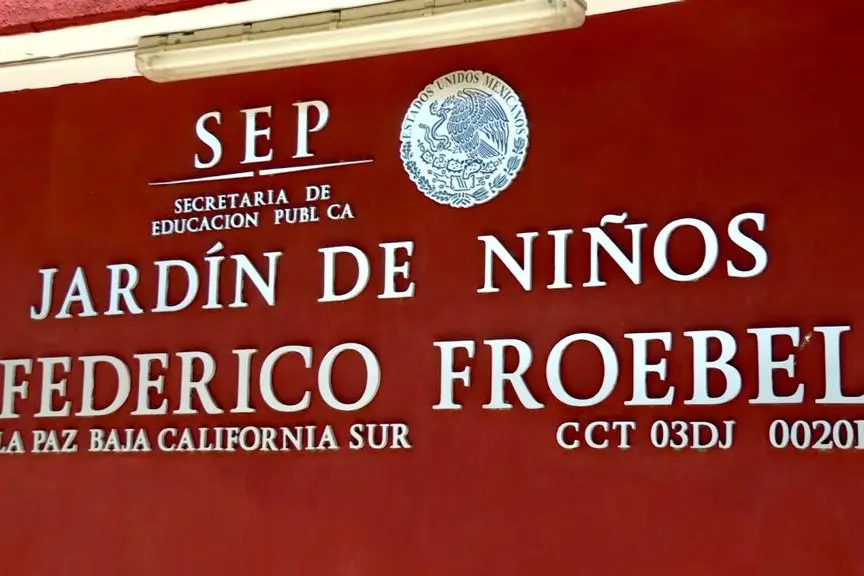 SEP
ESTADOS UNIDOS MEXICANOS
SECRETARIA DE
EDUCACION PUBL CA
JARDÍN DE NIÑOS
FEDERICO FROEBEL
LA PAZ BAJA CALIFORNIA SUR
CCT 03DJ 0020